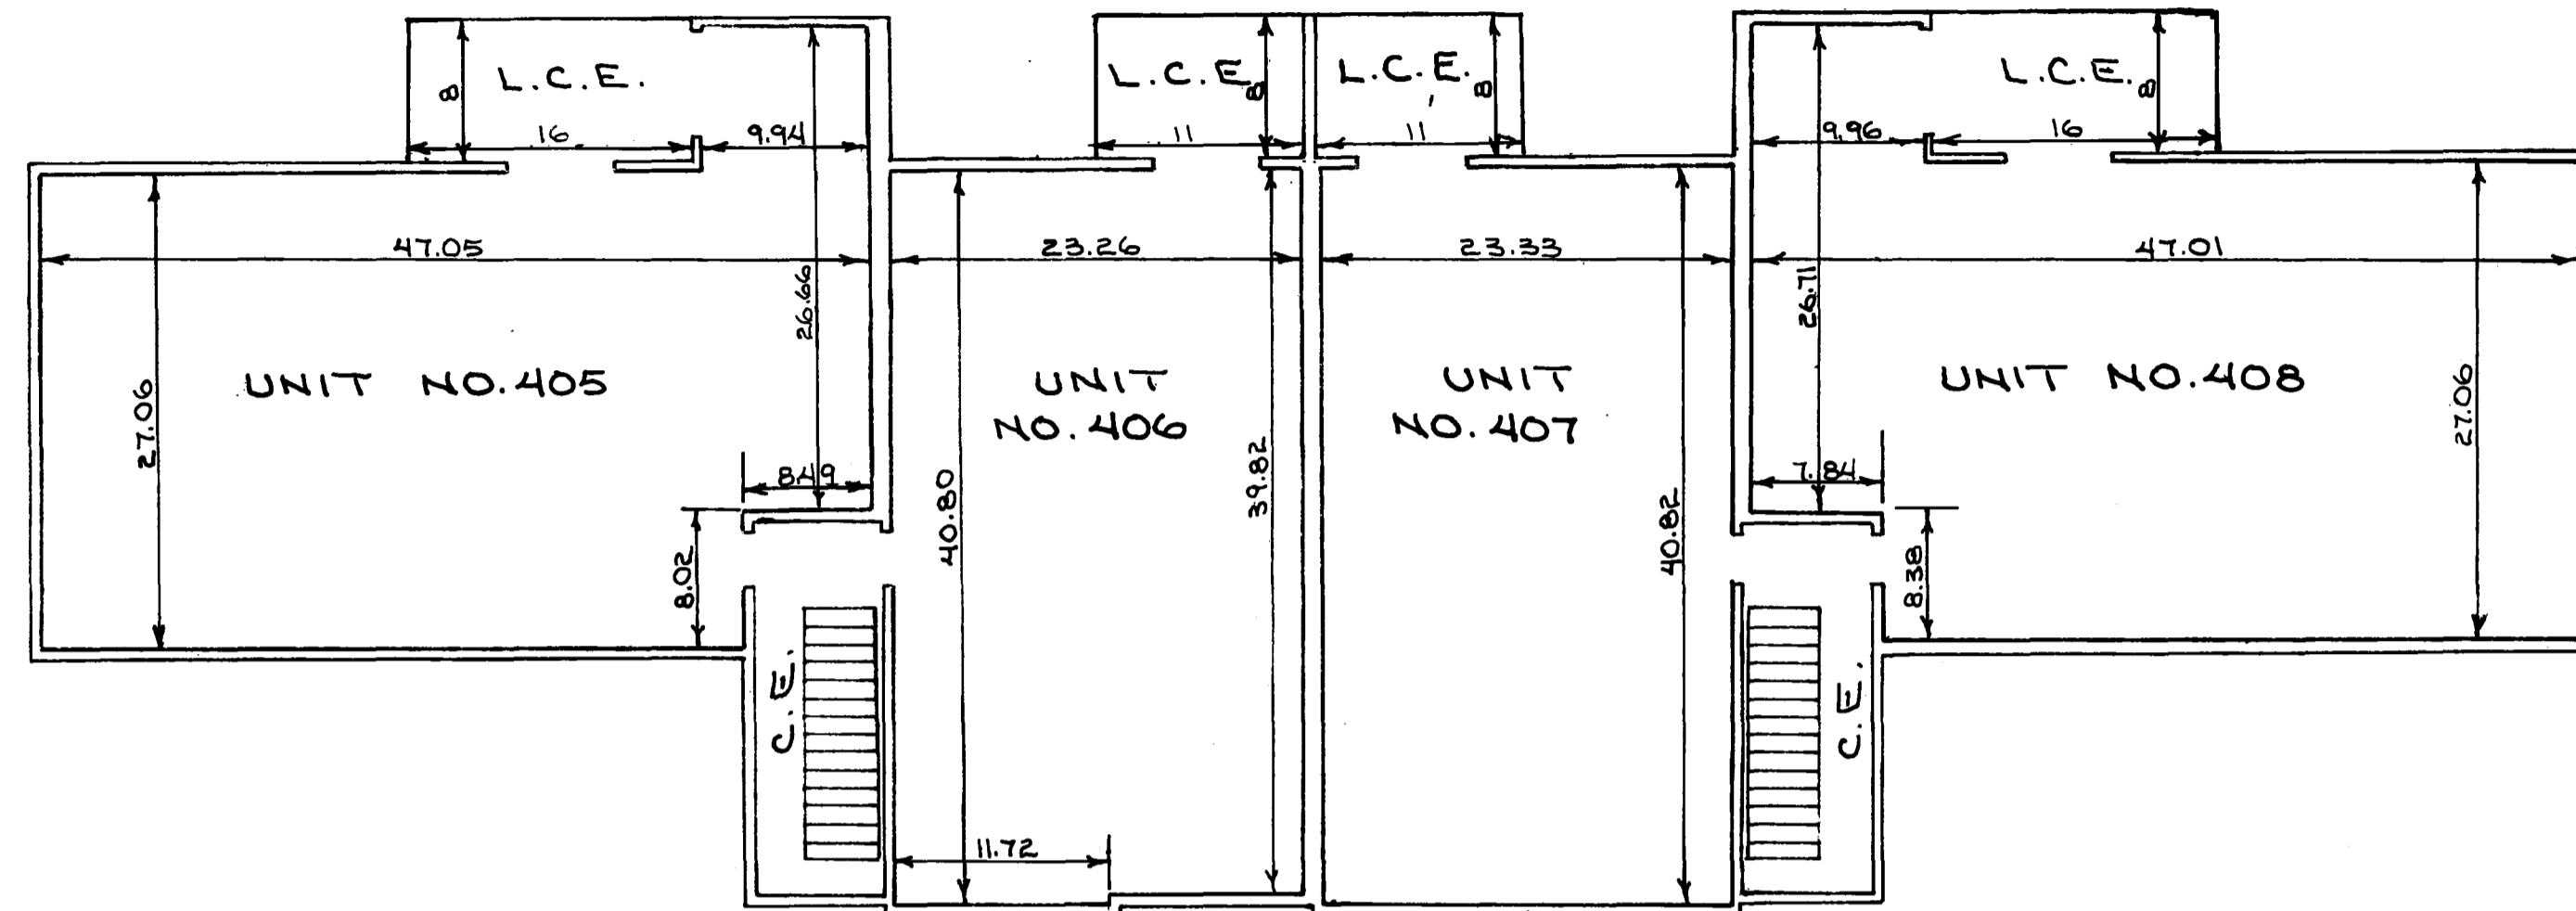 L.C.E.
8
16
9.94
L.C.E.
8
11
L.C.E.
8
11
L.C.E.
8
9.96
16
47.05
26.66
23.26
23.33
26.71
47.01
UNIT NO.405
27.06
UNIT
NO.406
UNIT
NO.407
UNIT NO.408
27.06
8.49
8.02
40.80
39.82
40.82
7.84
8.38
C.E.
11.72
C.E.